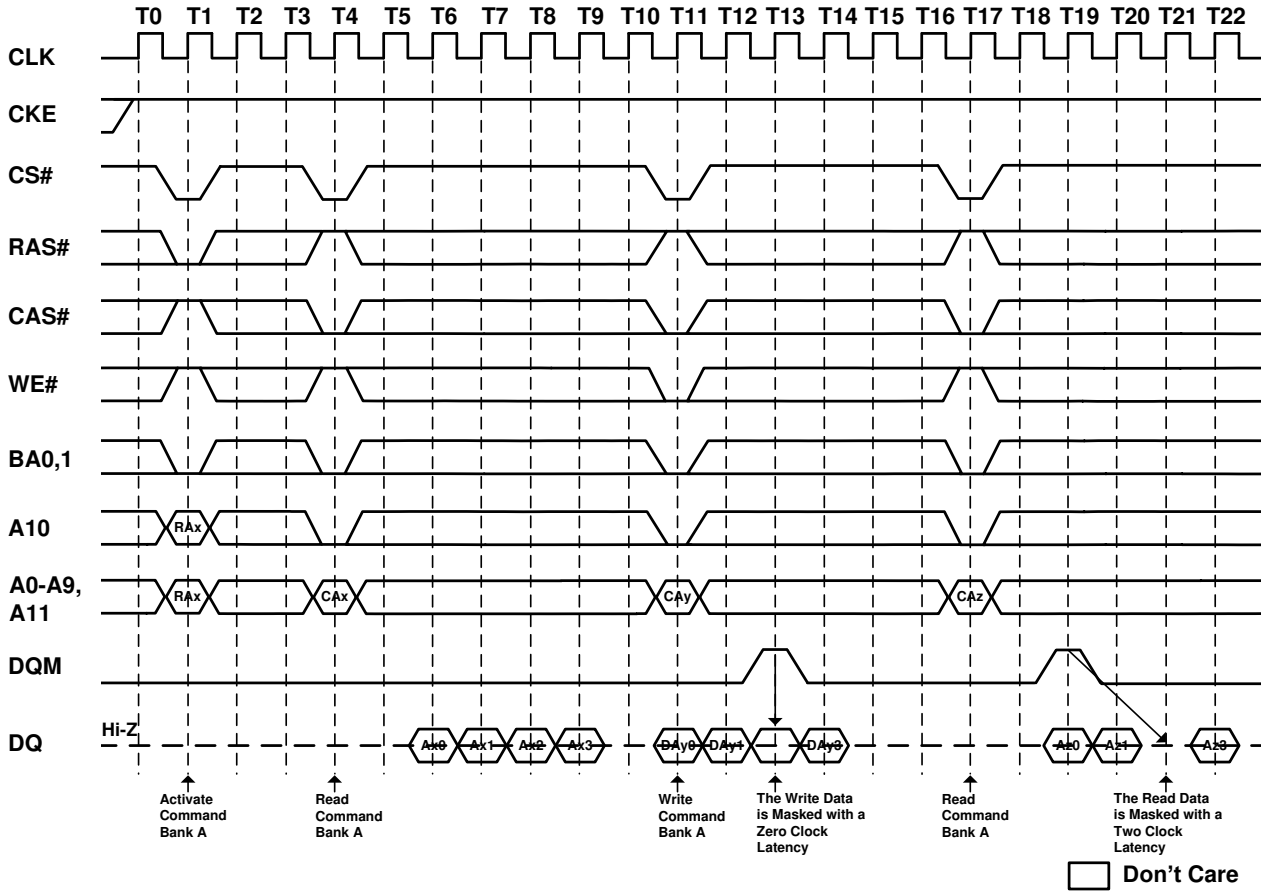 T0 T1 T2 T3 T4 T5 T6 T7 T8 T9 T10 T11 T12 T13 T14 T15 T16 T17 T18 T19 T20 T21 T22
CLK
CKE
CS#
RAS#
CAS#
WE#
BA0,1
A10
RAx
A0-A9,
A11
RAx CAx CAy CAz
DQM
DQ
Hi-Z
Ax0 Ax1 Ax2 Ax3 DAy0 DAy1 DAy3 Az0 Az1 Az3
Activate
Command
Bank A
Read
Command
Bank A
Write
Command
Bank A
The Write Data
is Masked with a
Zero Clock
Latency
Read
Command
Bank A
The Read Data
is Masked with a
Two Clock
Latency
Don't Care